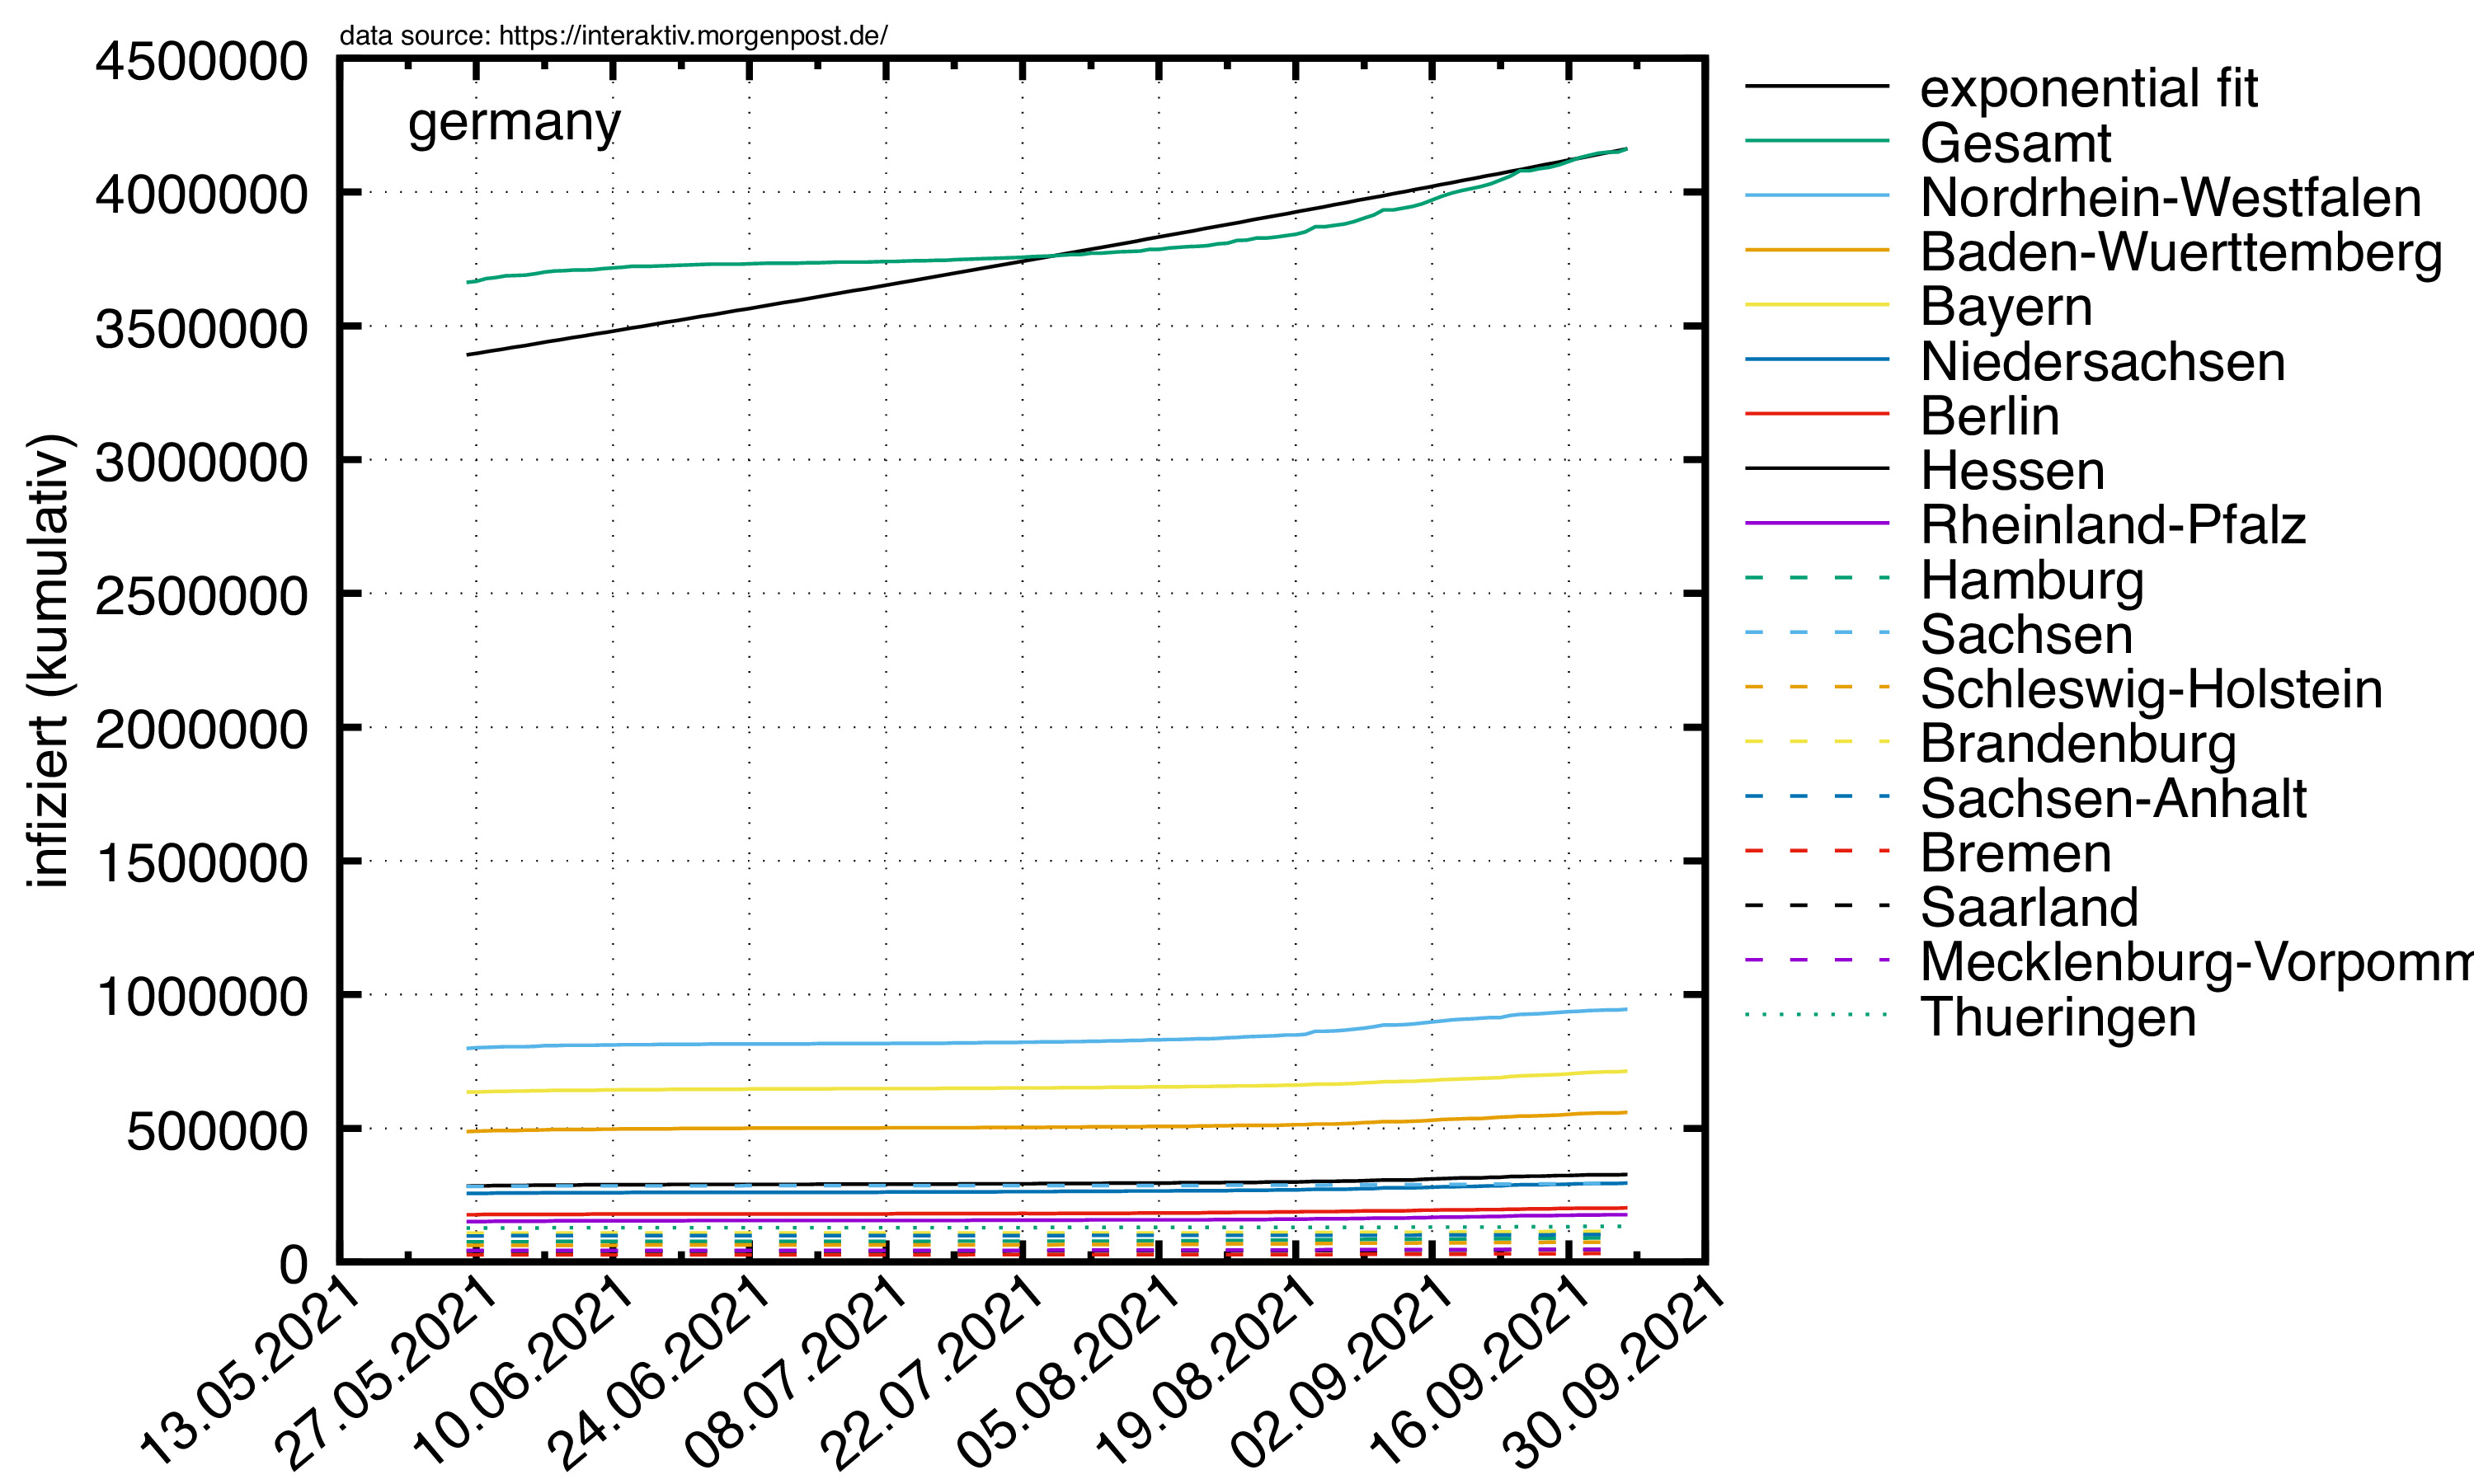 data source: https://interaktiv.morgenpost.de/
germany
infiziert (kumulativ)
4500000
4000000
3500000
3000000
2500000
2000000
1500000
1000000
500000
0
13.05.2021
27.05.2021
10.06.2021
24.06.2021
08.07.2021
22.07.2021
05.08.2021
19.08.2021
02.09.2021
16.09.2021
30.09.2021
exponential fit
Gesamt
Nordrhein-Westfalen
Baden-Wuerttemberg
Bayern
Niedersachsen
Berlin
Hessen
Rheinland-Pfalz
Hamburg
Sachsen
Schleswig-Holstein
Brandenburg
Sachsen-Anhalt
Bremen
Saarland
Mecklenburg-Vorpomm
Thueringen